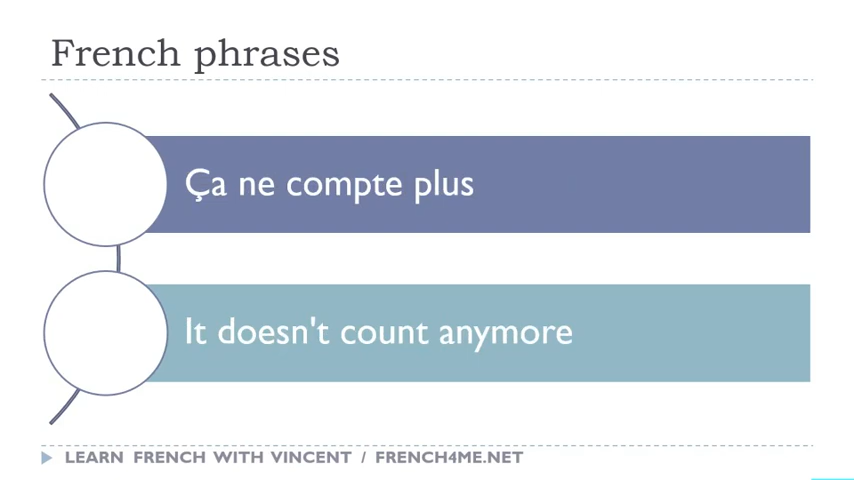 French phrases
Ça ne compte plus
It doesn't count anymore
LEARN FRENCH WITH VINCENT / FRENCH4ME.NET